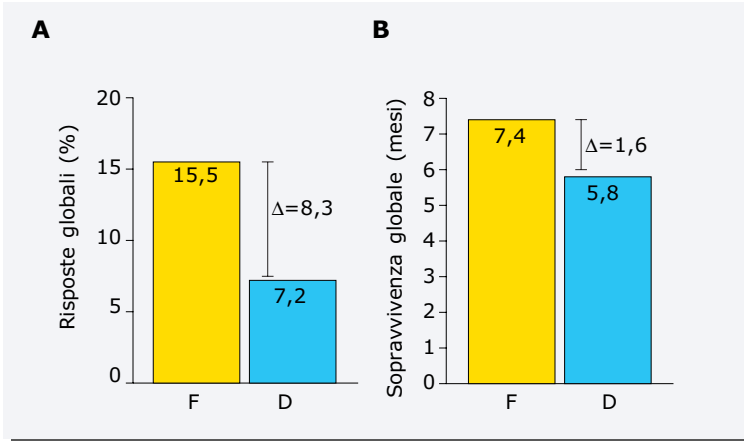 A
Risposte globali (%)
20
15
10
5
0
15,5
Δ=8,3
7,2
F
D
B
Sopravvivenza globale (mesi)
8
7
6
5
4
3
2
1
0
7,4
Δ=1,6
5,8
F
D